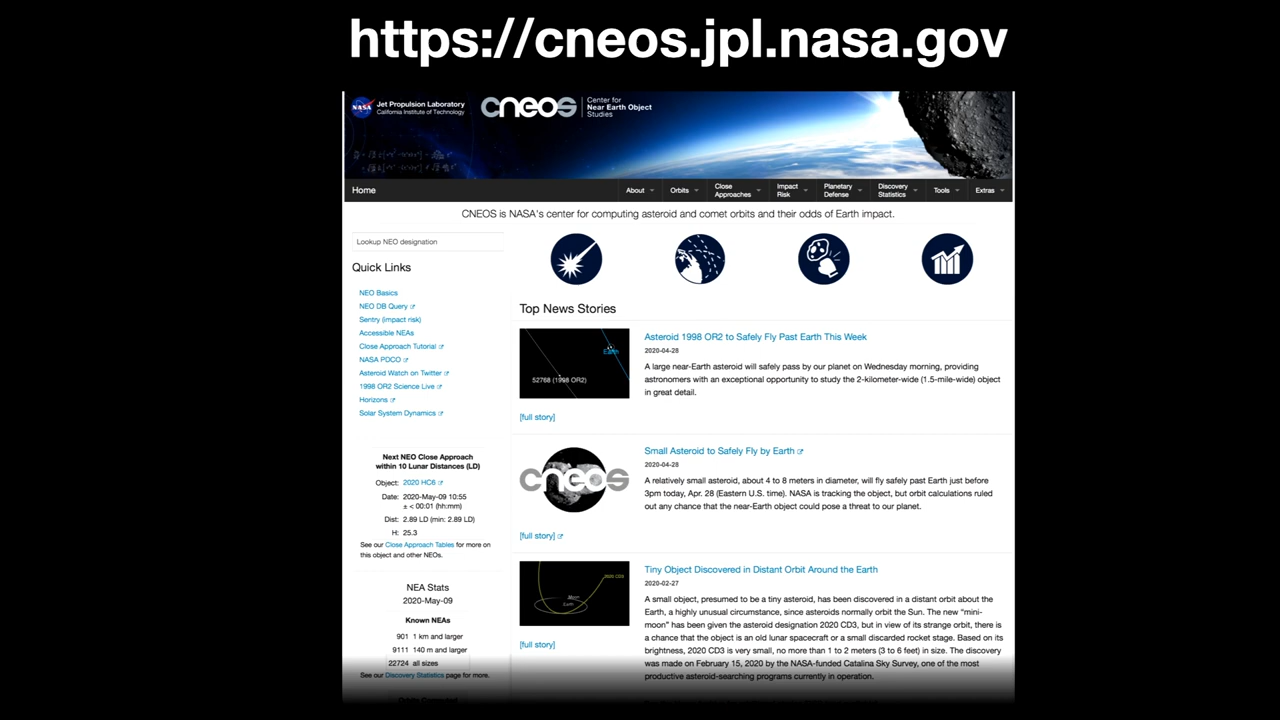 https://cneos.jpl.nasa.gov
NASA
Jet Propulsion Laboratory
California Institute of Technology
cneos
Center for
Near Earth Object
Studies
Home
About
Orbits
Close
Approaches
Impact
Risk
Planetary
Defense
Discovery
Statistics
Tools
Extras
CNEOS is NASA's center for computing asteroid and comet orbits and their odds of Earth impact.
Lookup NEO designation
Quick Links
NEO Basics
NEO DB Query
Sentry (impact risk)
Accessible NEAs
Close Approach Tutorial
NASA PDCO
Asteroid Watch on Twitter
1998 OR2 Science Live
Horizons
Solar System Dynamics
Next NEO Close Approach
within 10 Lunar Distances (LD)
Object: 2020 HC6
Date: 2020-May-09 10:55
± < 00:01 (hh:mm)
Dist: 2.89 LD (min: 2.89 LD)
H: 25.3
See our Close Approach Tables for more on
this object and other NEOs.
NEA Stats
2020-May-09
Known NEAs
901 1 km and larger
9111 140 m and larger
22724 all sizes
See our Discovery Statistics page for more.
Top News Stories
Earth
52768 (1998 OR2)
[full story]
Asteroid 1998 OR2 to Safely Fly Past Earth This Week
2020-04-28
A large near-Earth asteroid will safely pass by our planet on Wednesday morning, providing
astronomers with an exceptional opportunity to study the 2-kilometer-wide (1.5-mile-wide) object
in great detail.
cneos
[full story]
Small Asteroid to Safely Fly by Earth
2020-04-28
A relatively small asteroid, about 4 to 8 meters in diameter, will fly safely past Earth just before
3pm today, Apr. 28 (Eastern U.S. time). NASA is tracking the object, but orbit calculations ruled
out any chance that the near-Earth object could pose a threat to our planet.
2020 CD3
Moon
Earth
[full story]
Tiny Object Discovered in Distant Orbit Around the Earth
2020-02-27
A small object, presumed to be a tiny asteroid, has been discovered in a distant orbit about the
Earth, a highly unusual circumstance, since asteroids normally orbit the Sun. The new “mini-
moon” has been given the asteroid designation 2020 CD3, but in view of its strange orbit, there is
a chance that the object is an old lunar spacecraft or a small discarded rocket stage. Based on its
brightness, 2020 CD3 is very small, no more than 1 to 2 meters (3 to 6 feet) in size. The discovery
was made on February 15, 2020 by the NASA-funded Catalina Sky Survey, one of the most
productive asteroid-searching programs currently in operation.